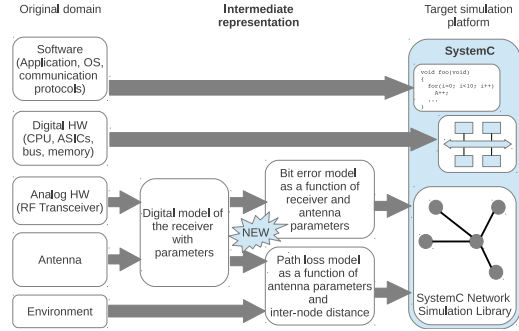 Original domain
Intermediate
representation
Target simulation
platform
Software
(Application, OS,
communication
protocols)
SystemC
void foo(void)
{
for(i=0; i<10; i++)
A++;
...
}
Digital HW
(CPU, ASICs,
bus, memory)
Analog HW
(RF Transceiver)
Digital model of
the receiver
with
parameters
Bit error model
as a function of
receiver and
antenna
parameters
NEW
Antenna
Path loss model
as a function of
antenna parameters
and
inter-node distance
Environment
SystemC Network
Simulation Library